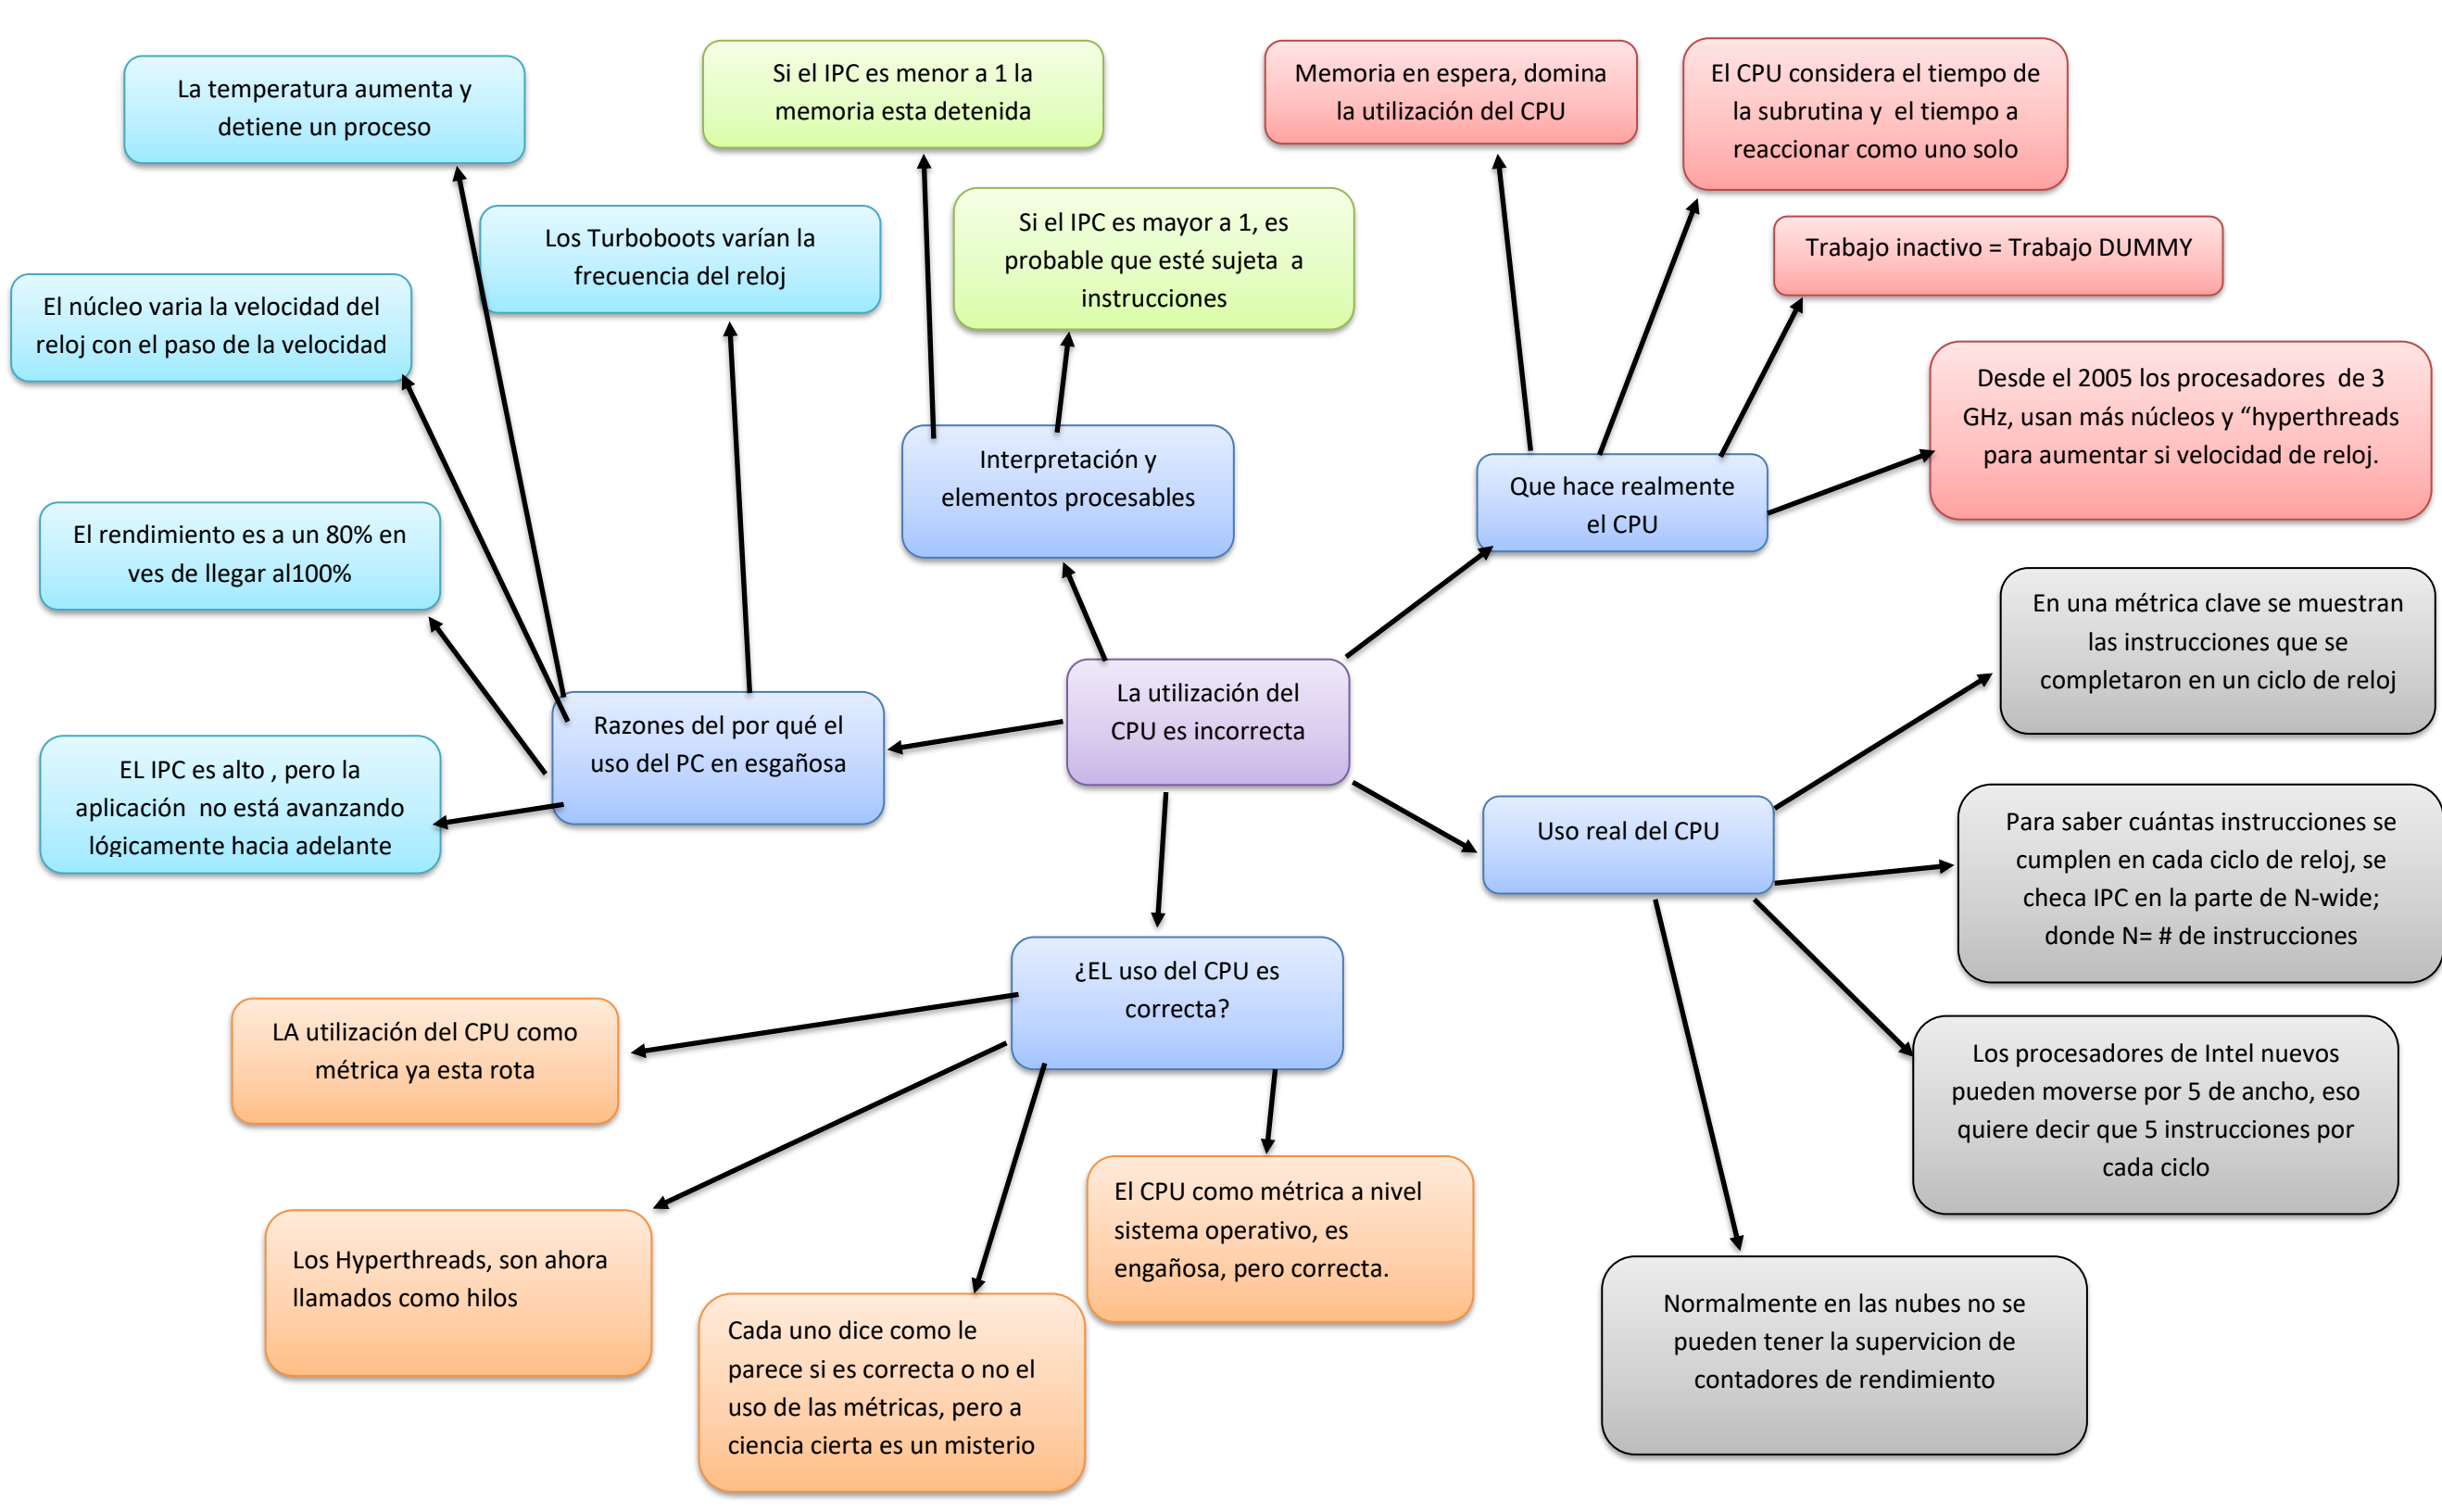 La temperatura aumenta y
detiene un proceso
Si el IPC es menor a 1 la
memoria esta detenida
Memoria en espera, domina
la utilización del CPU
El CPU considera el tiempo de
la subrutina y  el tiempo a
reaccionar como uno solo
Los Turboboots varían la
frecuencia del reloj
Si el IPC es mayor a 1, es
probable que esté sujeta  a
instrucciones
Trabajo inactivo = Trabajo DUMMY
El núcleo varia la velocidad del
reloj con el paso de la velocidad
Desde el 2005 los procesadores  de 3
GHz, usan más núcleos y “hyperthreads
para aumentar si velocidad de reloj.
Interpretación y
elementos procesables
Que hace realmente
el CPU
El rendimiento es a un 80% en
ves de llegar al100%
En una métrica clave se muestran
las instrucciones que se
completaron en un ciclo de reloj
La utilización del
CPU es incorrecta
Razones del por qué el
uso del PC en esgañosa
EL IPC es alto , pero la
aplicación  no está avanzando
lógicamente hacia adelante
Uso real del CPU
Para saber cuántas instrucciones se
cumplen en cada ciclo de reloj, se
checa IPC en la parte de N-wide;
donde N= # de instrucciones
¿EL uso del CPU es
correcta?
LA utilización del CPU como
métrica ya esta rota
Los procesadores de Intel nuevos
pueden moverse por 5 de ancho, eso
quiere decir que 5 instrucciones por
cada ciclo
El CPU como métrica a nivel
sistema operativo, es
engañosa, pero correcta.
Los Hyperthreads, son ahora
llamados como hilos
Cada uno dice como le
parece si es correcta o no el
uso de las métricas, pero a
ciencia cierta es un misterio
Normalmente en las nubes no se
pueden tener la supervicion de
contadores de rendimiento